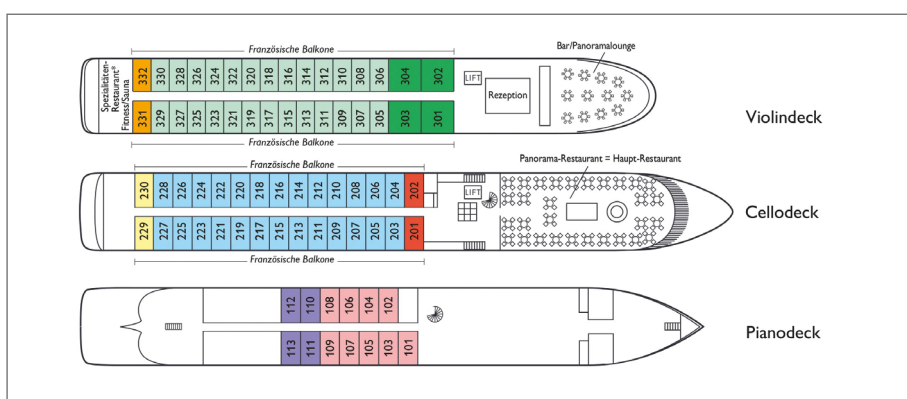 Französische Balkone
Bar/Panoramalounge
Spezialitäten-
Restaurant*
Fitness/Sauna
332 330 328 326 324 322 320 318 316 314 312 310 308 306 304 302
LIFT
Rezeption
331 329 327 325 323 321 319 317 315 313 311 309 307 305 303 301
Violindeck
Französische Balkone
Französische Balkone
Panorama-Restaurant = Haupt-Restaurant
230 228 226 224 222 220 218 216 214 212 210 208 206 204 202
LIFT
Cellodeck
229 227 225 223 221 219 217 215 213 211 209 207 205 203 201
Französische Balkone
112 110 108 106 104 102
Pianodeck
113 111 109 107 105 103 101